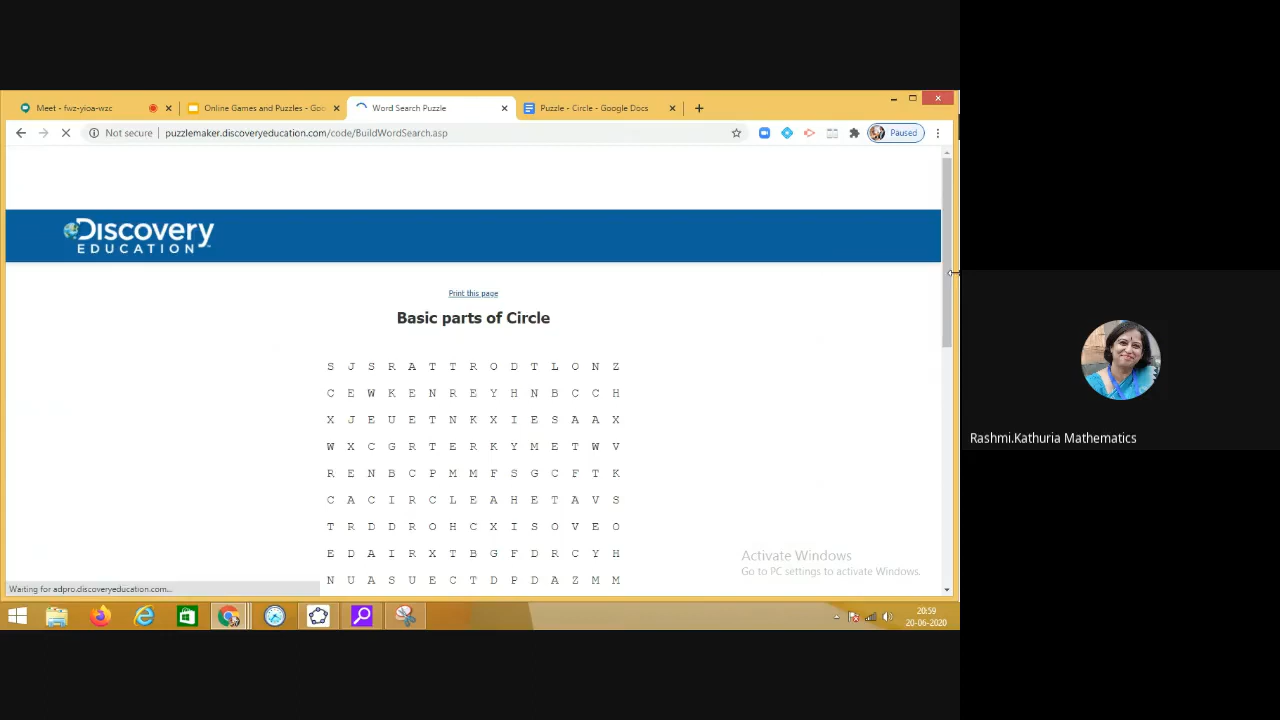 Meet - fwz-yioa-wzc
Online Games and Puzzles - Goo
Word Search Puzzle
Puzzle - Circle - Google Docs
Not secure
puzzlemaker.discoveryeducation.com/code/BuildWordSearch.asp
Paused
Discovery
EDUCATION
Print this page
Basic parts of Circle
S J S R A T T R O D T L O N Z
C E W K E N R E Y H N B C C H
X J E U E T N K X I E S A A X
W X C G R T E R K Y M E T W V
R E N B C P M M F S G C F T K
C A C I R C L E A H E T A V S
T R D D R O H C X I S O V E O
E D A I R X T B G F D R C Y H
N U A S U E C T D P D A Z M M
Activate Windows
Go to PC settings to activate Windows.
Waiting for adpro.discoveryeducation.com...
20:59
20-06-2020
Rashmi.Kathuria Mathematics